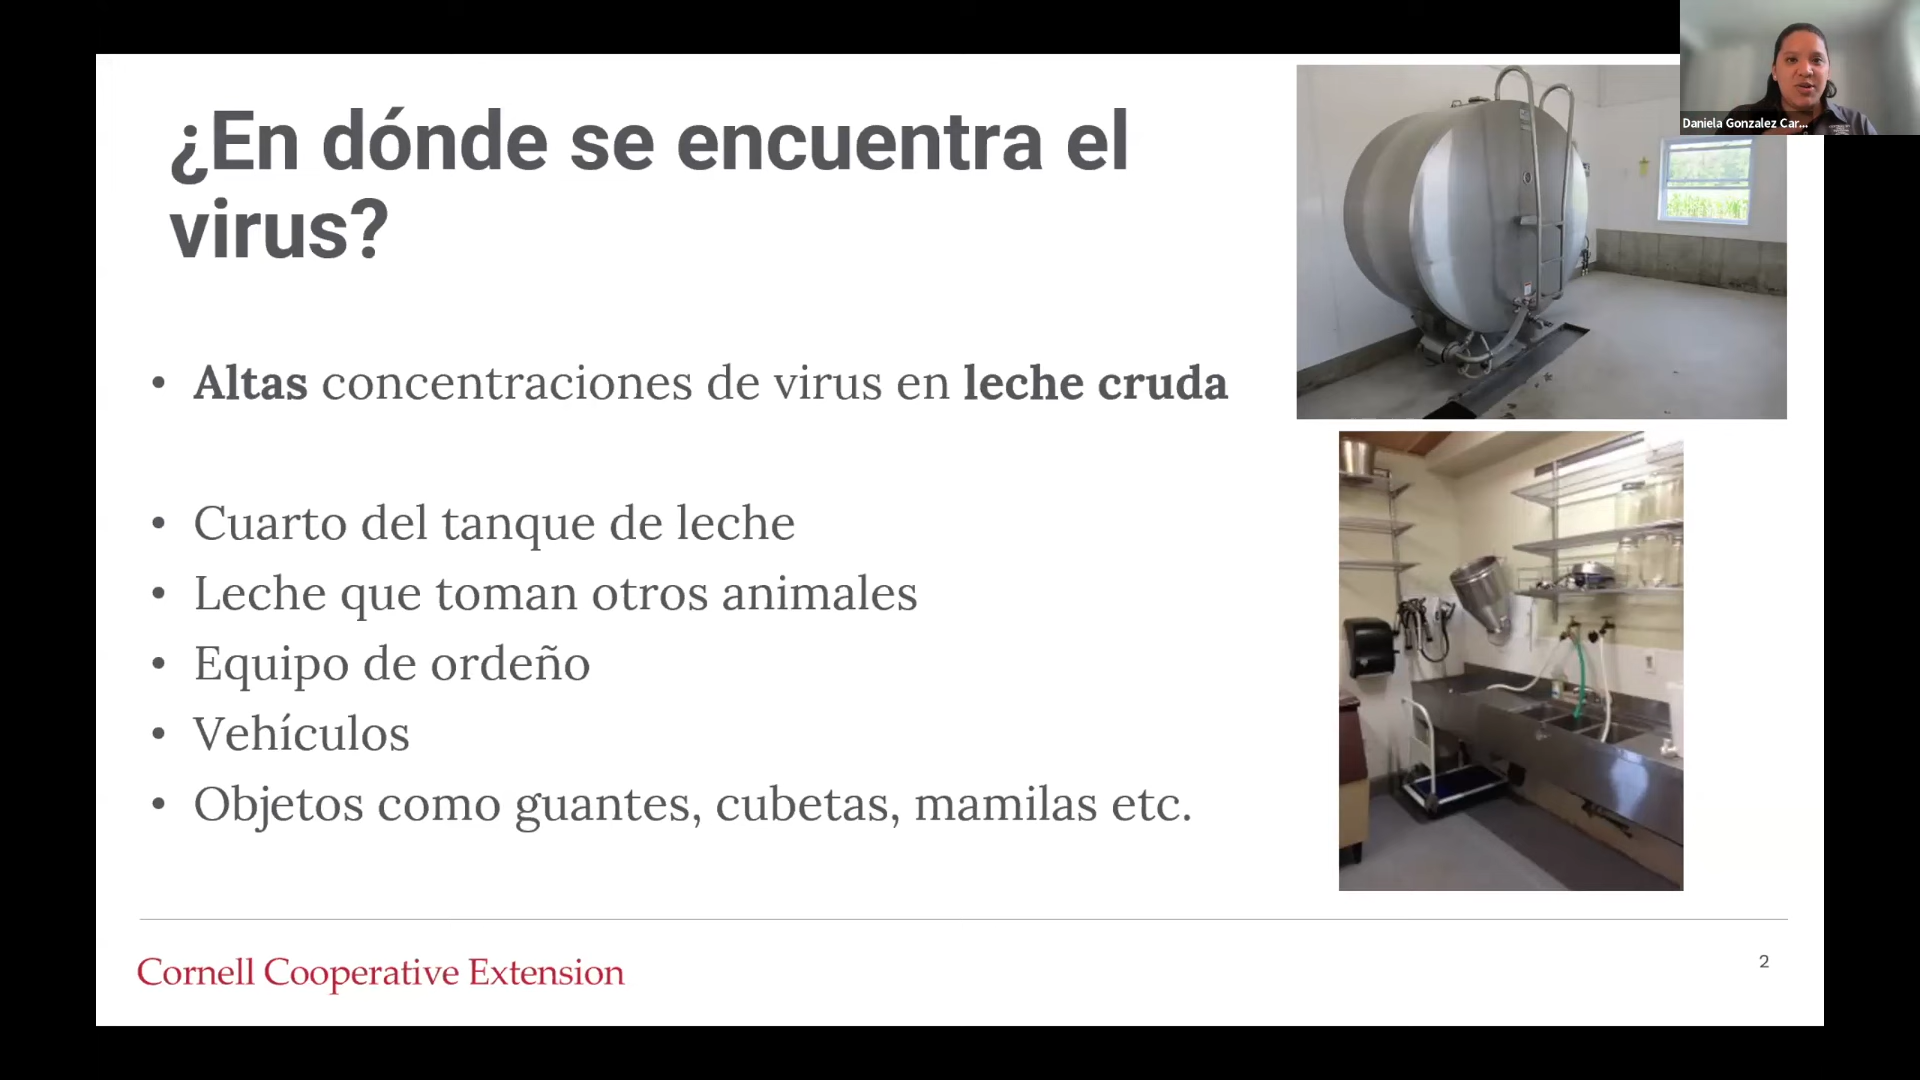 ¿En dónde se encuentra el
virus?
Daniela Gonzalez Car...
• Altas concentraciones de virus en leche cruda
• Cuarto del tanque de leche
• Leche que toman otros animales
• Equipo de ordeño
• Vehículos
• Objetos como guantes, cubetas, mamilas etc.
Cornell Cooperative Extension
2